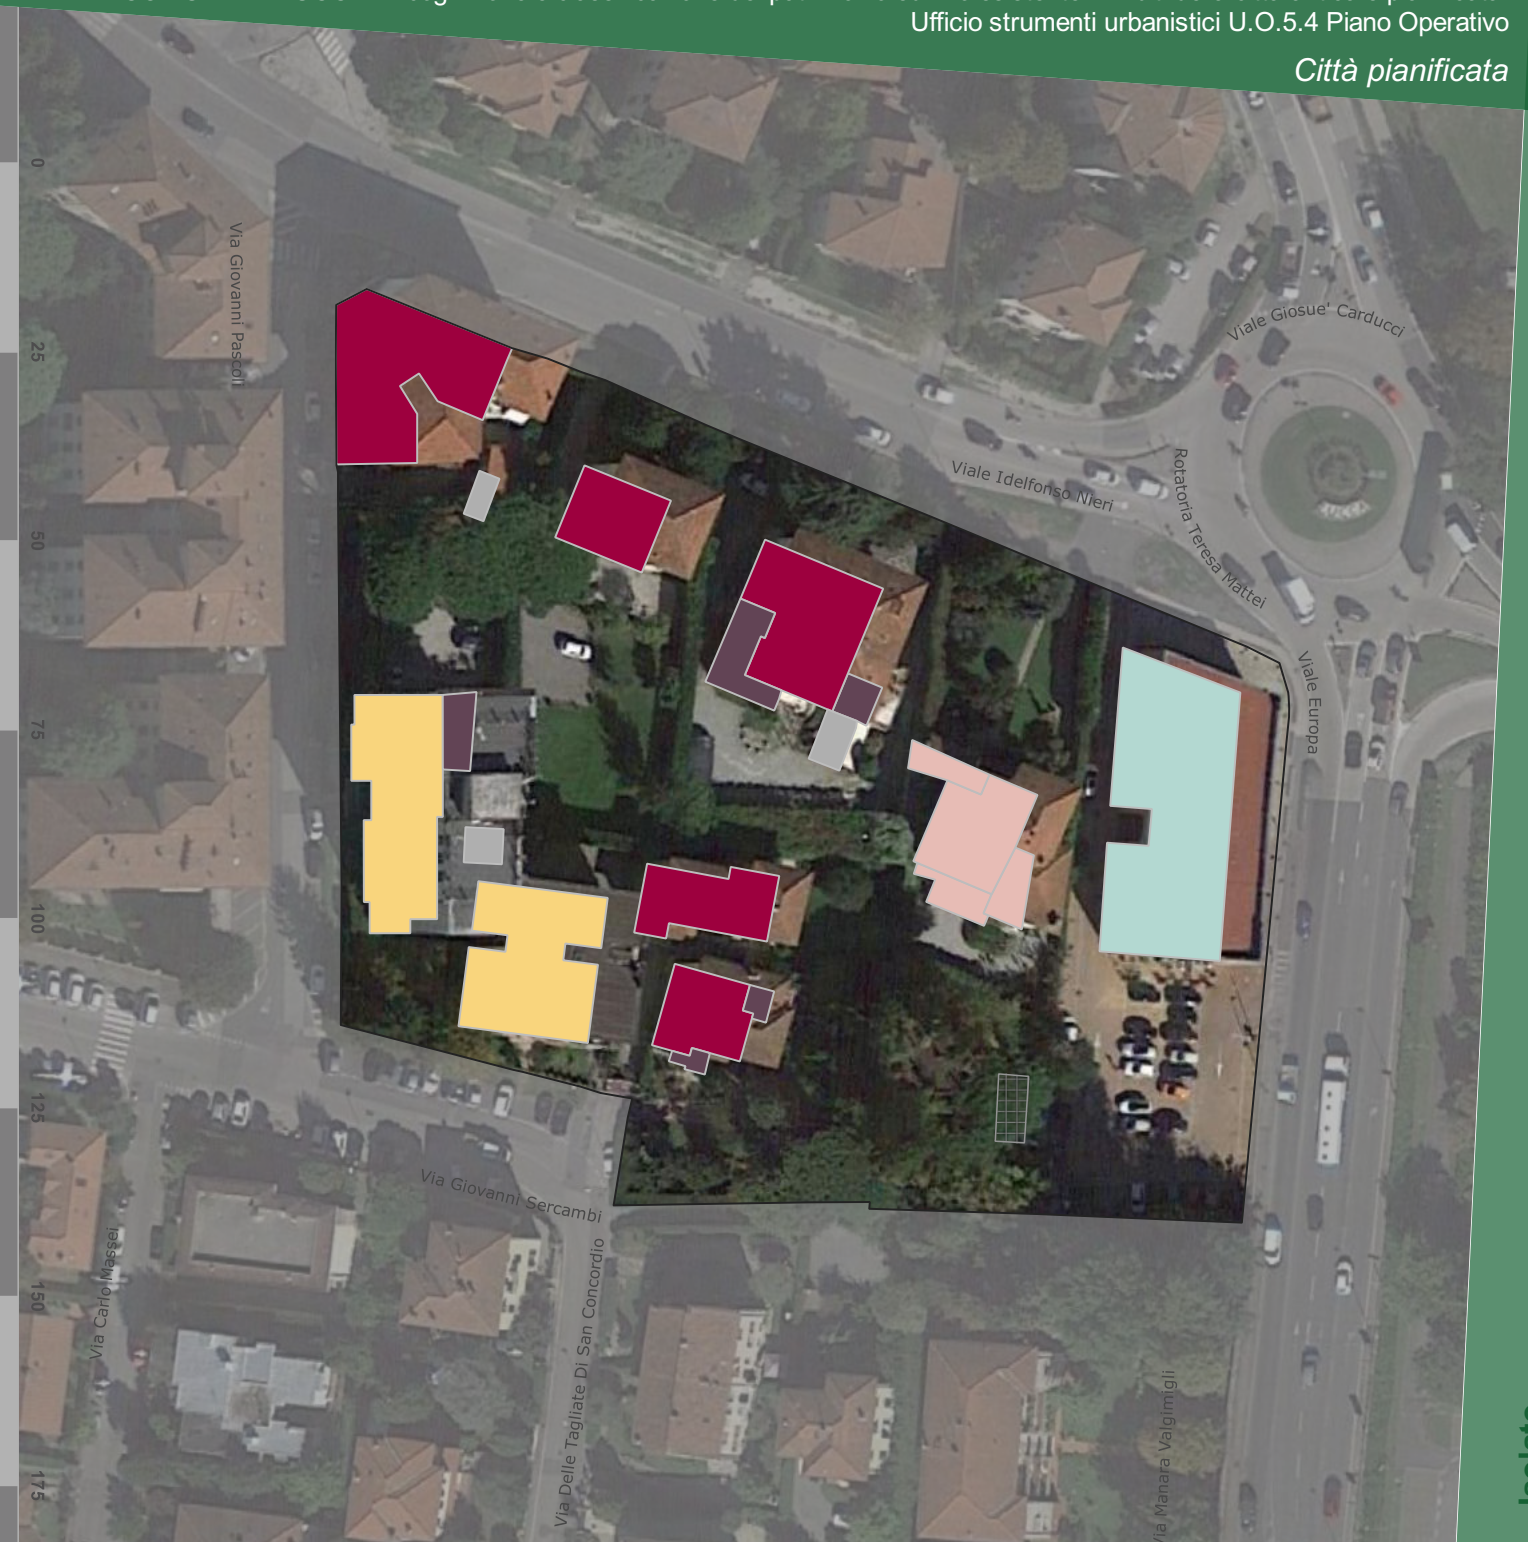 Ufficio strumenti urbanistici U.O.5.4 Piano Operativo
Città pianificata
0
25
50
75
100
125
150
175
Via Giovanni Pascoli
Viale Giosue' Carducci
Viale Idelfonso Nieri
Rotatoria Teresa Mattei
Viale Europa
Via Giovanni Sercambi
Via Carlo Massei
Via Delle Tagliate Di San Concordio
Via Manara Valgimigli
LUCCA